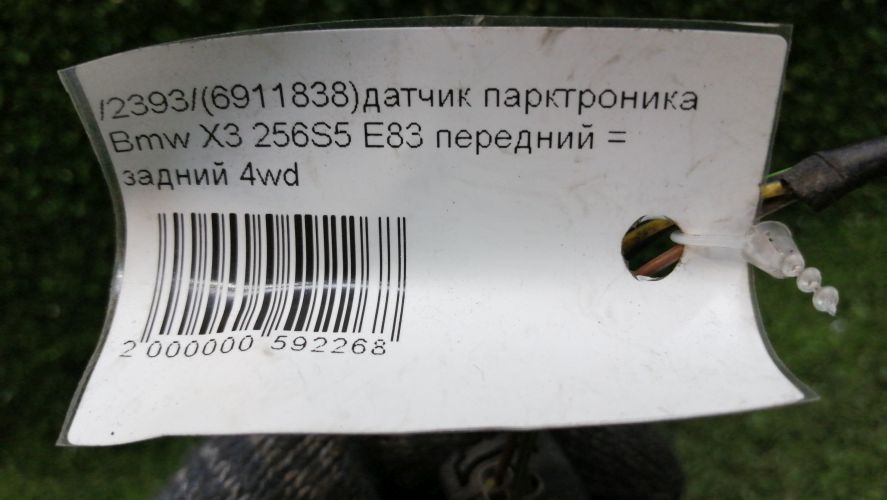 /2393/(6911838)датчик парктроника
Bmw X3 256S5 E83 передний =
задний 4wd
2 000000 592268